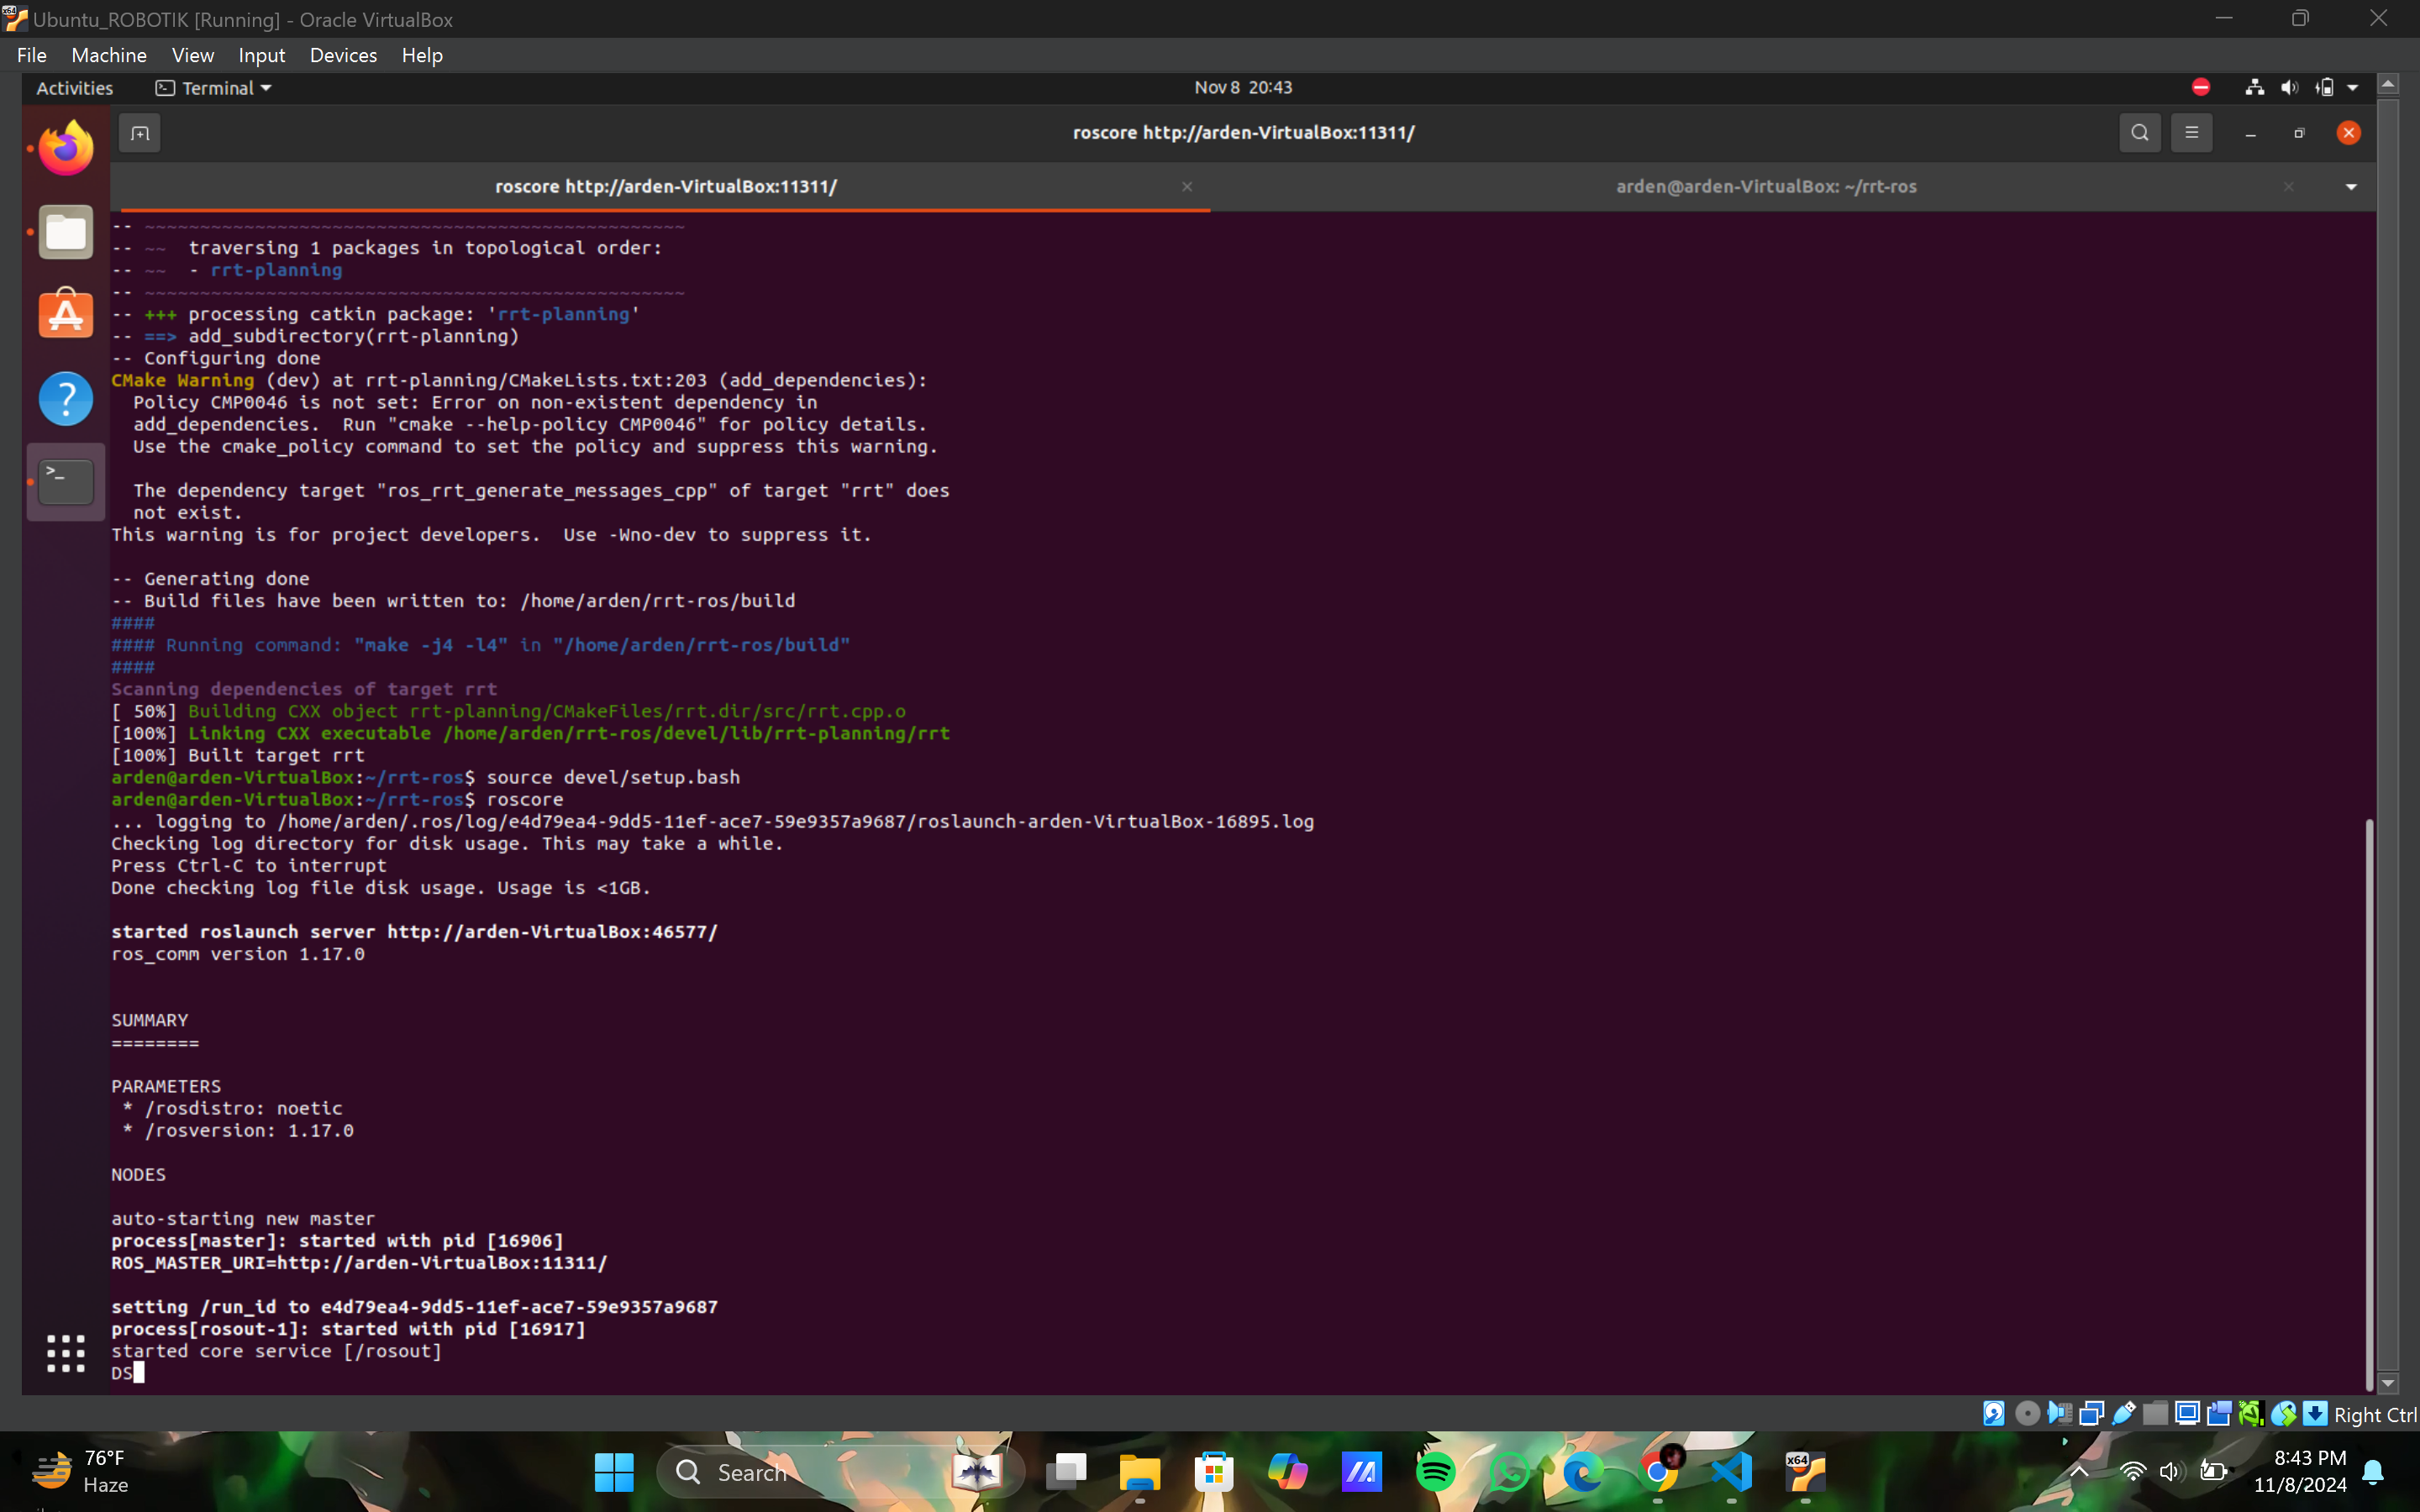 Ubuntu_ROBOTIK [Running] - Oracle VirtualBox
File Machine View Input Devices Help
Activities Terminal Nov 8 20:43
roscore http://arden-VirtualBox:11311/
roscore http://arden-VirtualBox:11311/ arden@arden-VirtualBox: ~/rrt-ros
-- ~~~~~~~~~~~~~~~~~~~~~~~~~~~~~~~~~~~~~~~~~~~~~~~~~
-- ~~  traversing 1 packages in topological order:
-- ~~  - rrt-planning
-- ~~~~~~~~~~~~~~~~~~~~~~~~~~~~~~~~~~~~~~~~~~~~~~~~~
-- +++ processing catkin package: 'rrt-planning'
-- ==> add_subdirectory(rrt-planning)
-- Configuring done
CMake Warning (dev) at rrt-planning/CMakeLists.txt:203 (add_dependencies):
  Policy CMP0046 is not set: Error on non-existent dependency in
  add_dependencies.  Run "cmake --help-policy CMP0046" for policy details.
  Use the cmake_policy command to set the policy and suppress this warning.
  The dependency target "ros_rrt_generate_messages_cpp" of target "rrt" does
  not exist.
This warning is for project developers.  Use -Wno-dev to suppress it.
-- Generating done
-- Build files have been written to: /home/arden/rrt-ros/build
####
#### Running command: "make -j4 -l4" in "/home/arden/rrt-ros/build"
####
Scanning dependencies of target rrt
[ 50%] Building CXX object rrt-planning/CMakeFiles/rrt.dir/src/rrt.cpp.o
[100%] Linking CXX executable /home/arden/rrt-ros/devel/lib/rrt-planning/rrt
[100%] Built target rrt
arden@arden-VirtualBox:~/rrt-ros$ source devel/setup.bash
arden@arden-VirtualBox:~/rrt-ros$ roscore
... logging to /home/arden/.ros/log/e4d79ea4-9dd5-11ef-ace7-59e9357a9687/roslaunch-arden-VirtualBox-16895.log
Checking log directory for disk usage. This may take a while.
Press Ctrl-C to interrupt
Done checking log file disk usage. Usage is <1GB.
started roslaunch server http://arden-VirtualBox:46577/
ros_comm version 1.17.0
SUMMARY
========
PARAMETERS
 * /rosdistro: noetic
 * /rosversion: 1.17.0
NODES
auto-starting new master
process[master]: started with pid [16906]
ROS_MASTER_URI=http://arden-VirtualBox:11311/
setting /run_id to e4d79ea4-9dd5-11ef-ace7-59e9357a9687
process[rosout-1]: started with pid [16917]
started core service [/rosout]
DS
Right Ctrl
76°F
Haze
Search
8:43 PM
11/8/2024